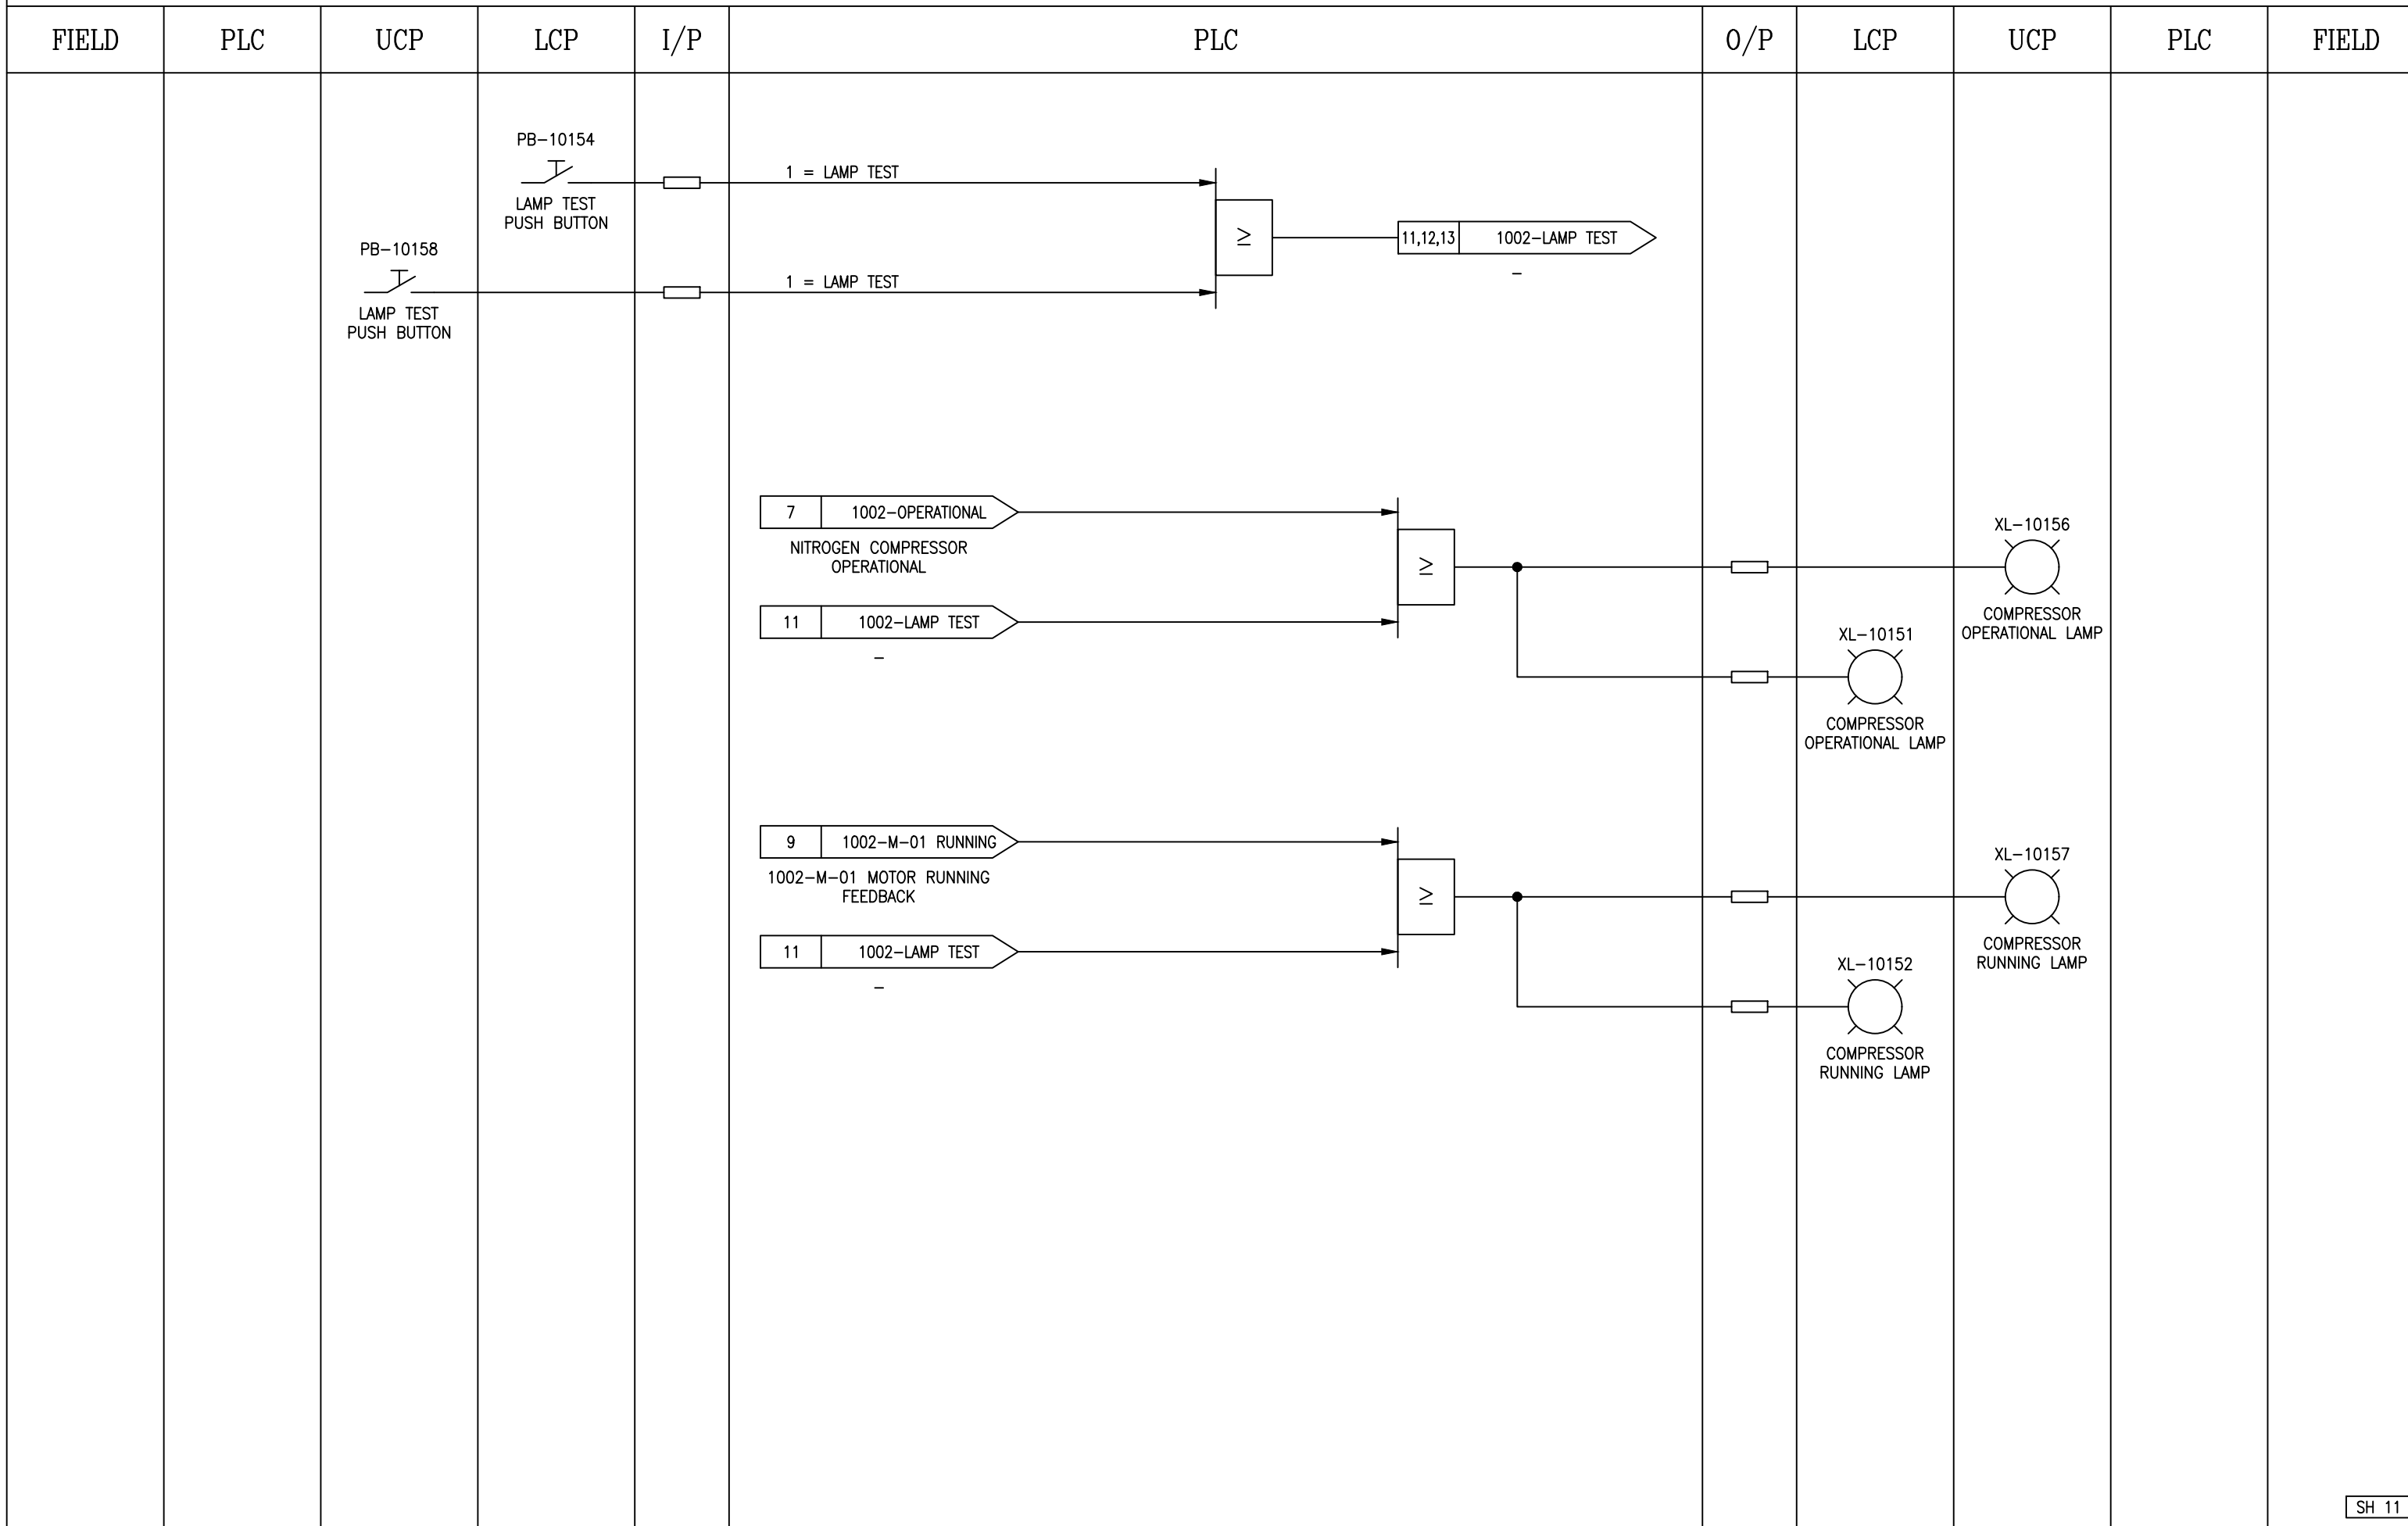 FIELD PLC UCP LCP I/P PLC O/P LCP UCP PLC FIELD
PB-10154
1 = LAMP TEST
LAMP TEST
PUSH BUTTON
≥
11,12,13 1002-LAMP TEST
-
PB-10158
1 = LAMP TEST
LAMP TEST
PUSH BUTTON
7 1002-OPERATIONAL
NITROGEN COMPRESSOR
OPERATIONAL
≥
11 1002-LAMP TEST
-
XL-10156
COMPRESSOR
OPERATIONAL LAMP
XL-10151
COMPRESSOR
OPERATIONAL LAMP
9 1002-M-01 RUNNING
1002-M-01 MOTOR RUNNING
FEEDBACK
≥
11 1002-LAMP TEST
-
XL-10157
COMPRESSOR
RUNNING LAMP
XL-10152
COMPRESSOR
RUNNING LAMP
SH 11